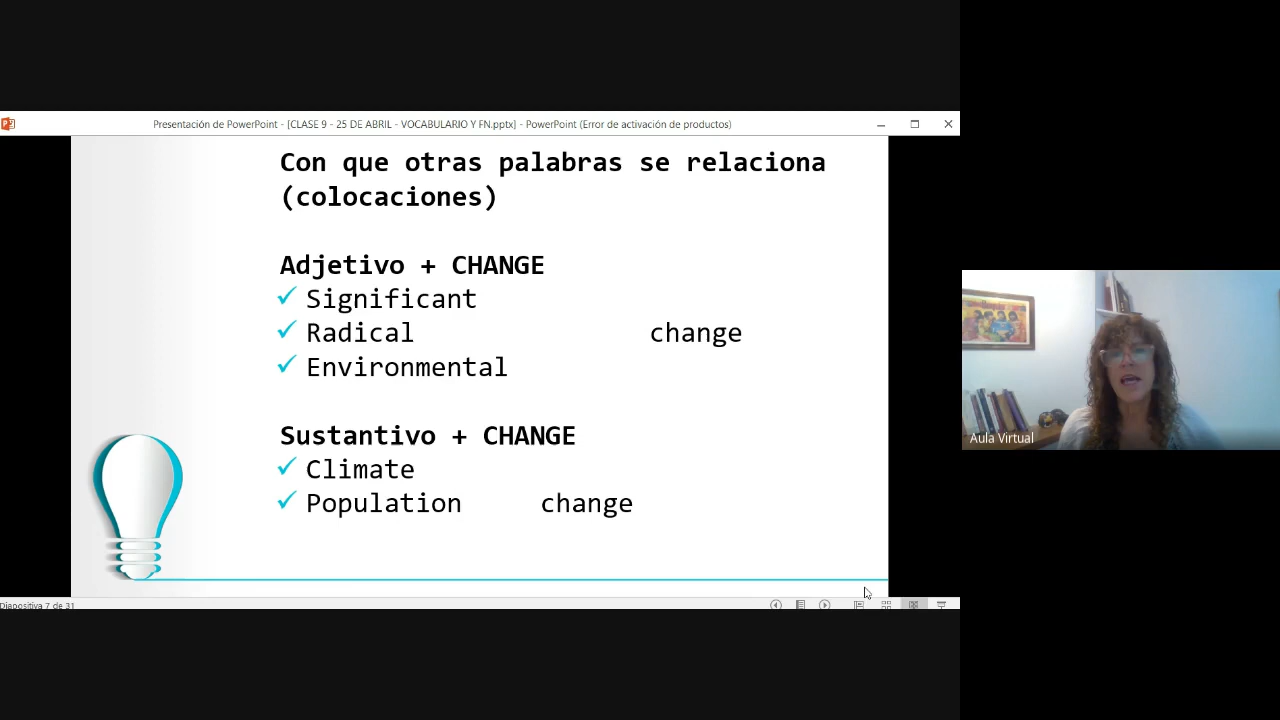 Presentación de PowerPoint - [CLASE 9 - 25 DE ABRIL - VOCABULARIO Y FN.pptx] - PowerPoint (Error de activación de productos)
Con que otras palabras se relaciona
(colocaciones)
Adjetivo + CHANGE
Significant
Radical change
Environmental
Sustantivo + CHANGE
Climate
Population change
Aula Virtual
Diapositiva 7 de 31